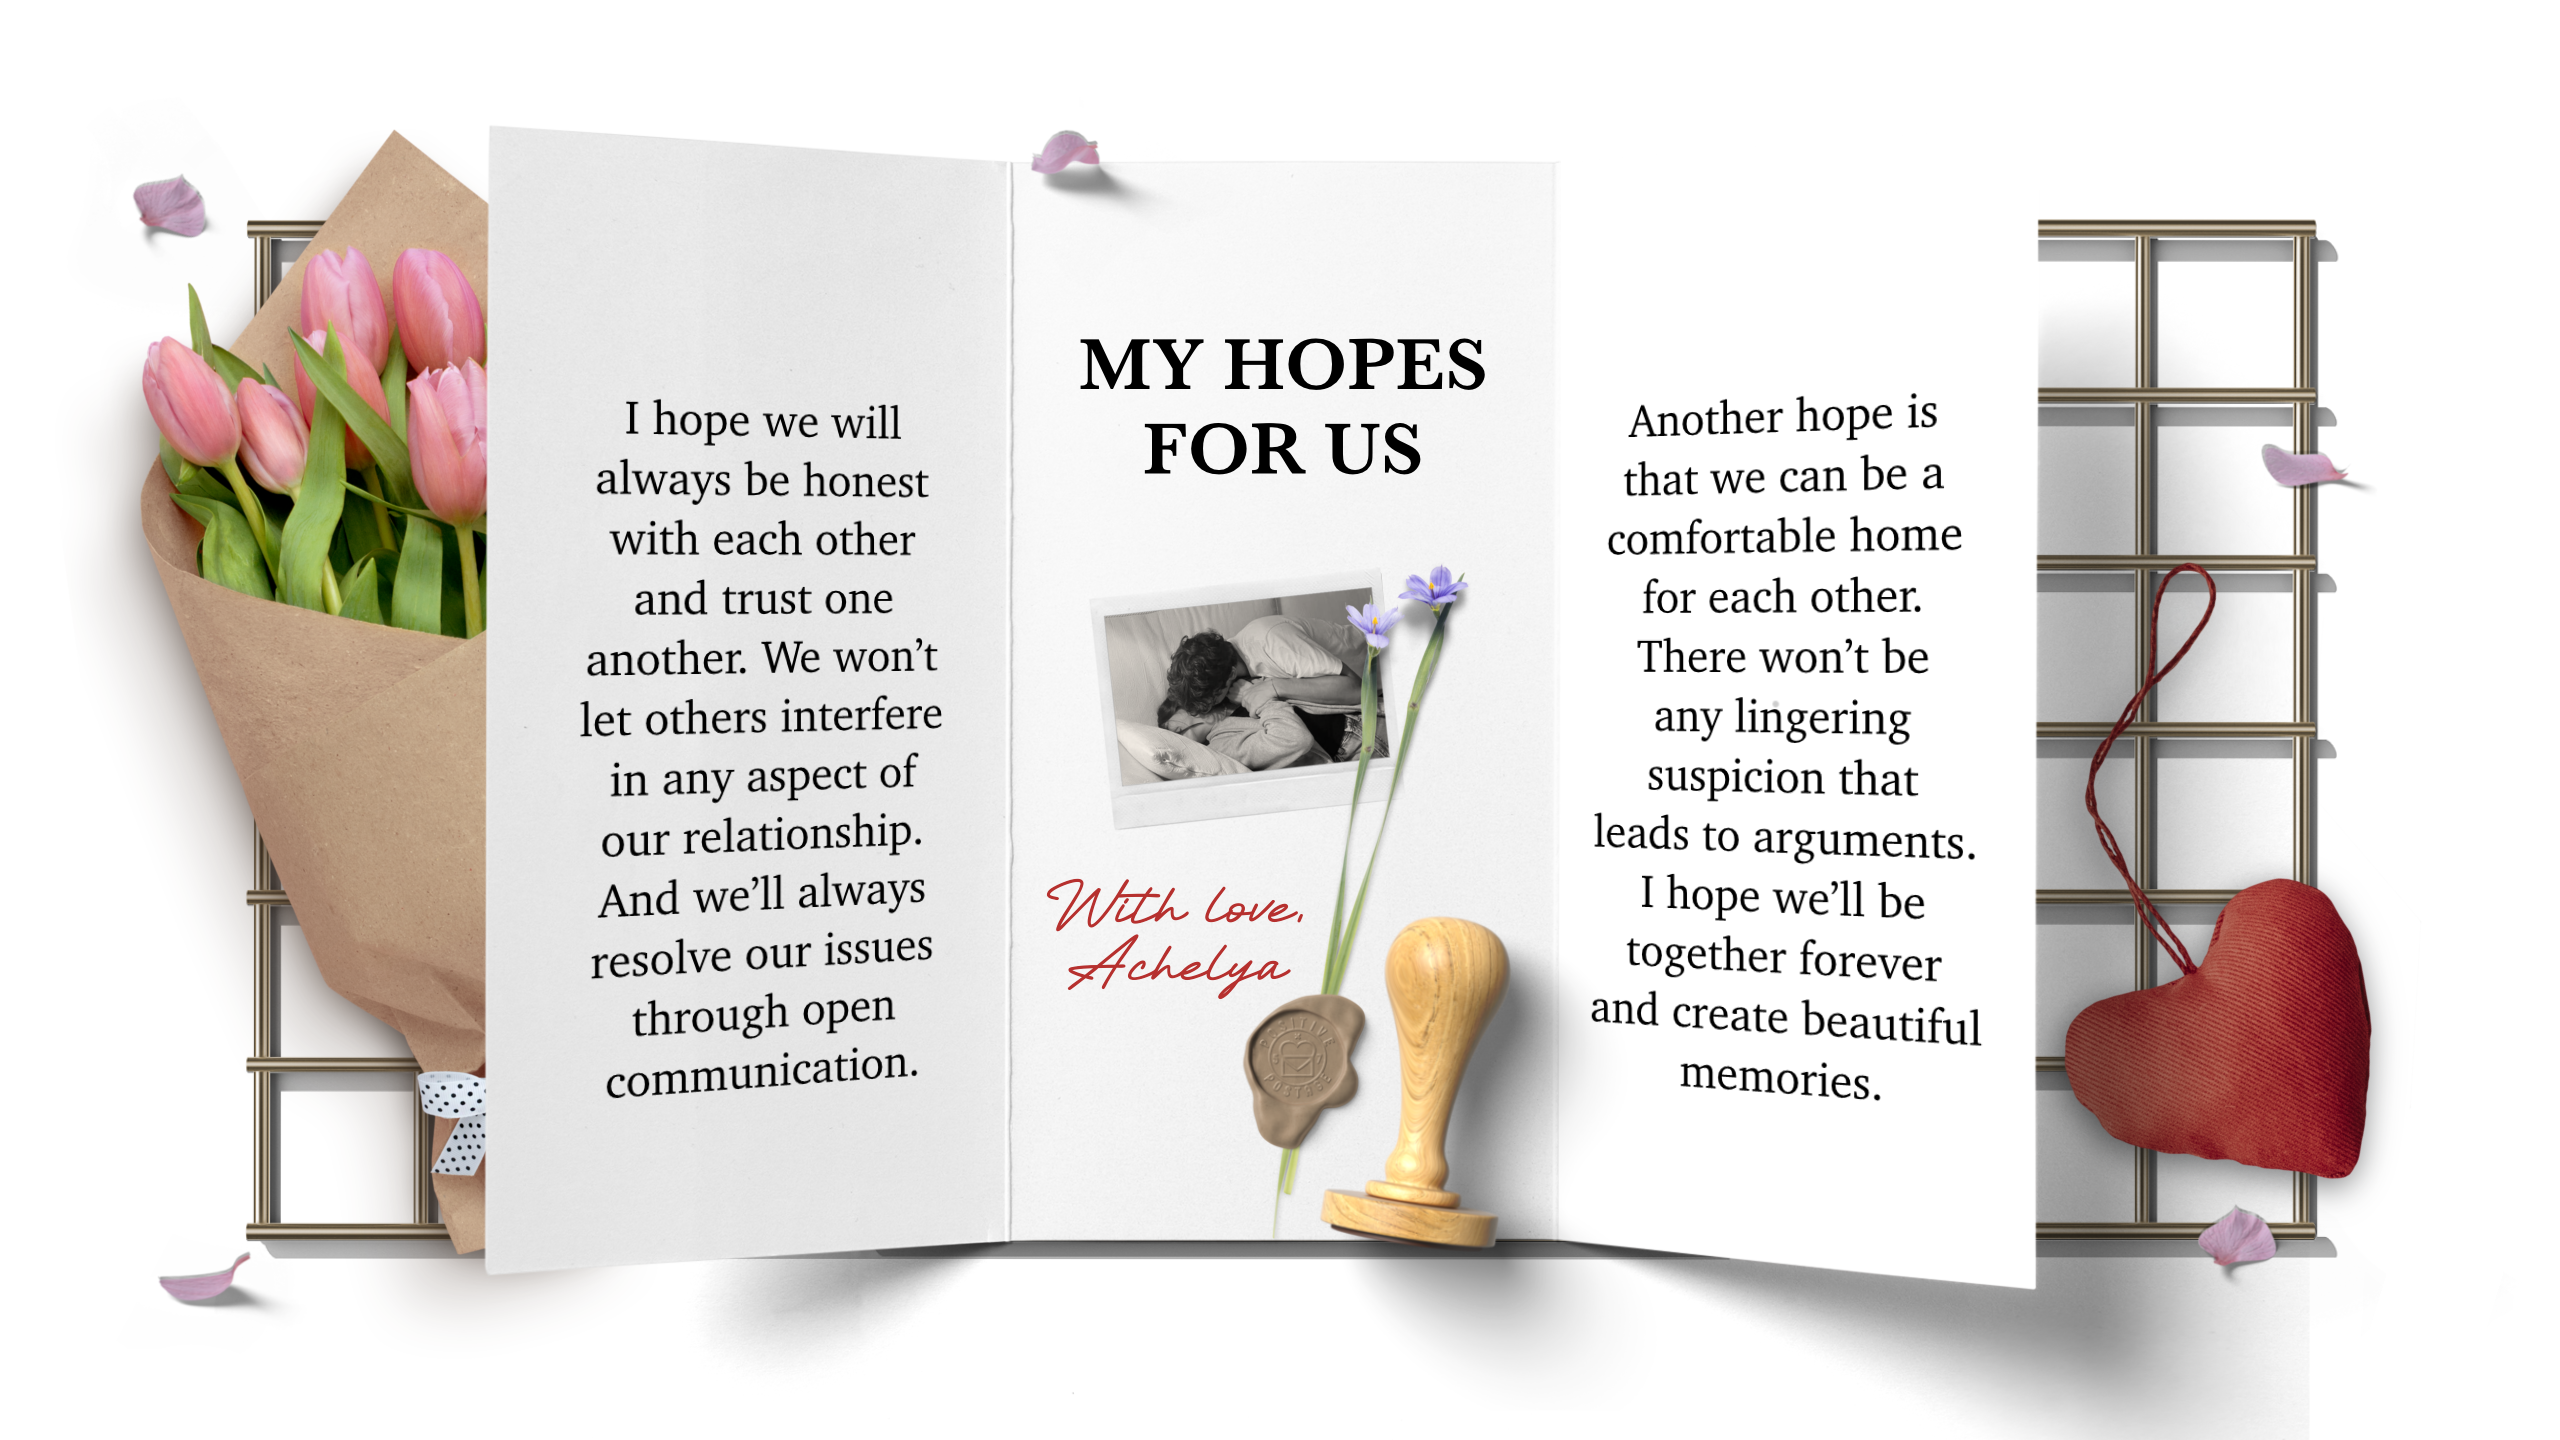 I hope we will
always be honest
with each other
and trust one
another. We won’t
let others interfere
in any aspect of
our relationship.
And we’ll always
resolve our issues
through open
communication.
MY HOPES
FOR US
With love,
Achelya
POSITIVE
POSTAGE
Another hope is
that we can be a
comfortable home
for each other.
There won’t be
any lingering
suspicion that
leads to arguments.
I hope we’ll be
together forever
and create beautiful
memories.